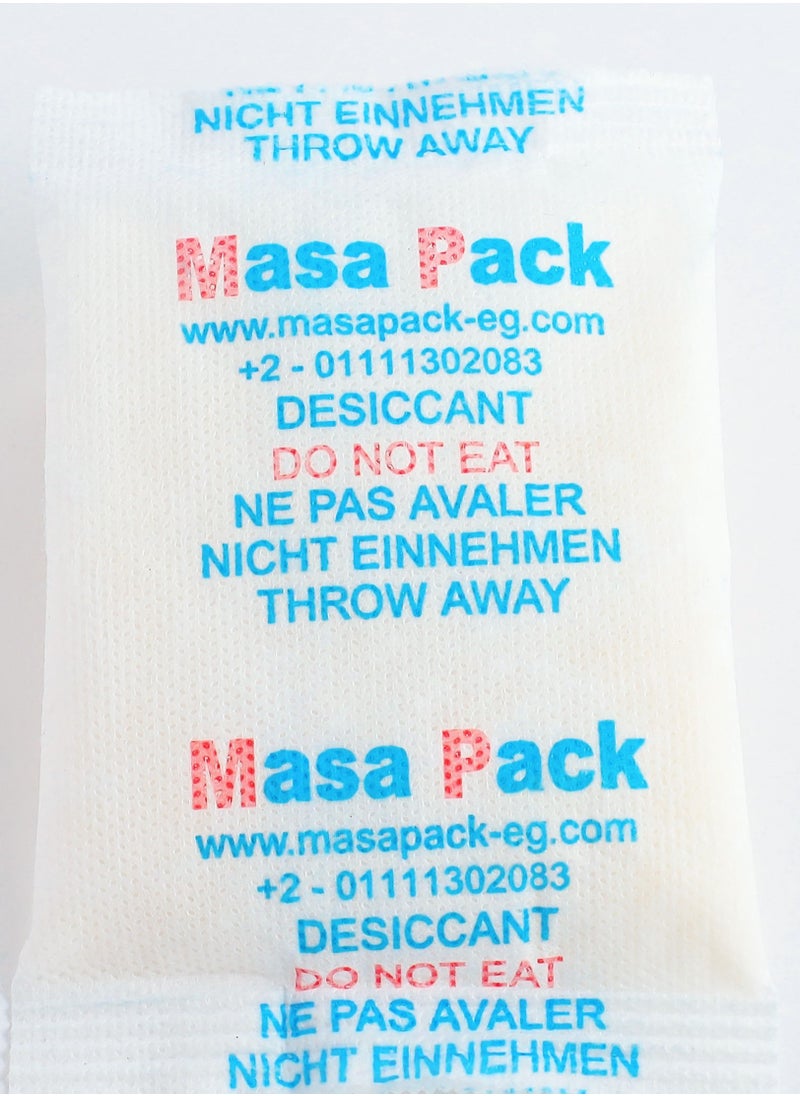 NICHT EINNEHMEN
THROW AWAY
Masa Pack
www.masapack-eg.com
+2 - 01111302083
DESICCANT
DO NOT EAT
NE PAS AVALER
NICHT EINNEHMEN
THROW AWAY
Masa Pack
www.masapack-eg.com
+2 - 01111302083
DESICCANT
DO NOT EAT
NE PAS AVALER
NICHT EINNEHMEN